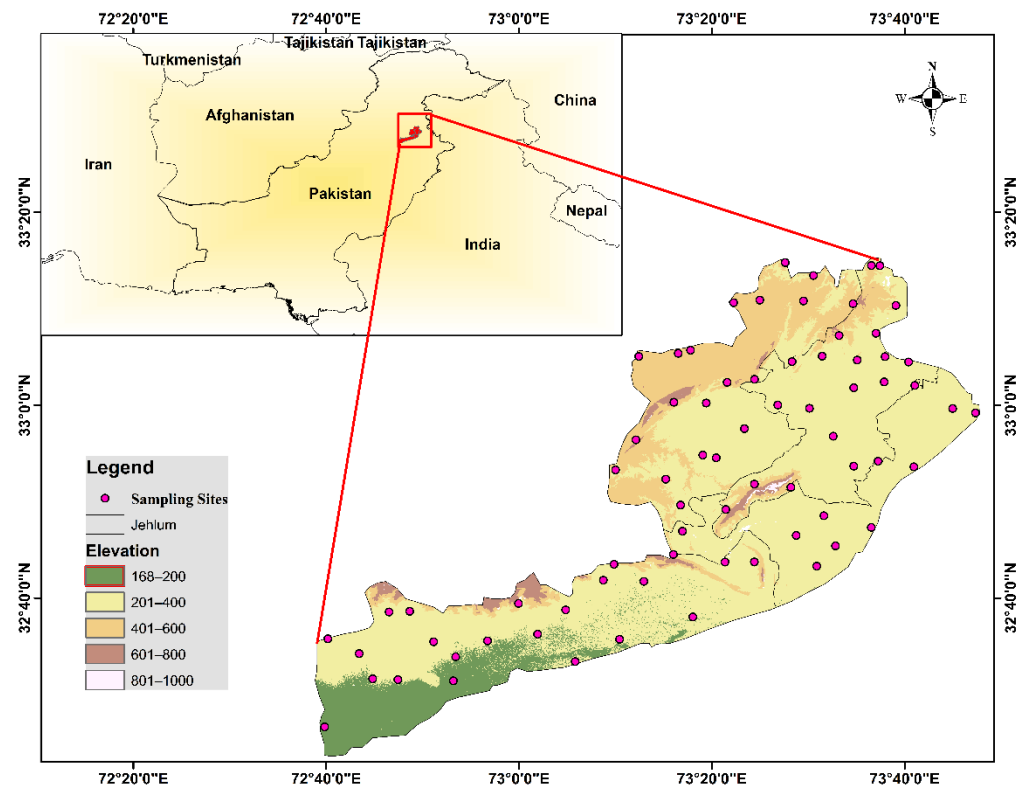 72°20'0"E 72°40'0"E 73°0'0"E 73°20'0"E 73°40'0"E
Tajikistan Tajikistan
Turkmenistan
China
Afghanistan
Iran
Pakistan
Nepal
India
N
W E
S
33°20'0"N 33°20'0"N
33°0'0"N 33°0'0"N
32°40'0"N 32°40'0"N
Legend
Sampling Sites
Jehlum
Elevation
168–200
201–400
401–600
601–800
801–1000
72°20'0"E 72°40'0"E 73°0'0"E 73°20'0"E 73°40'0"E